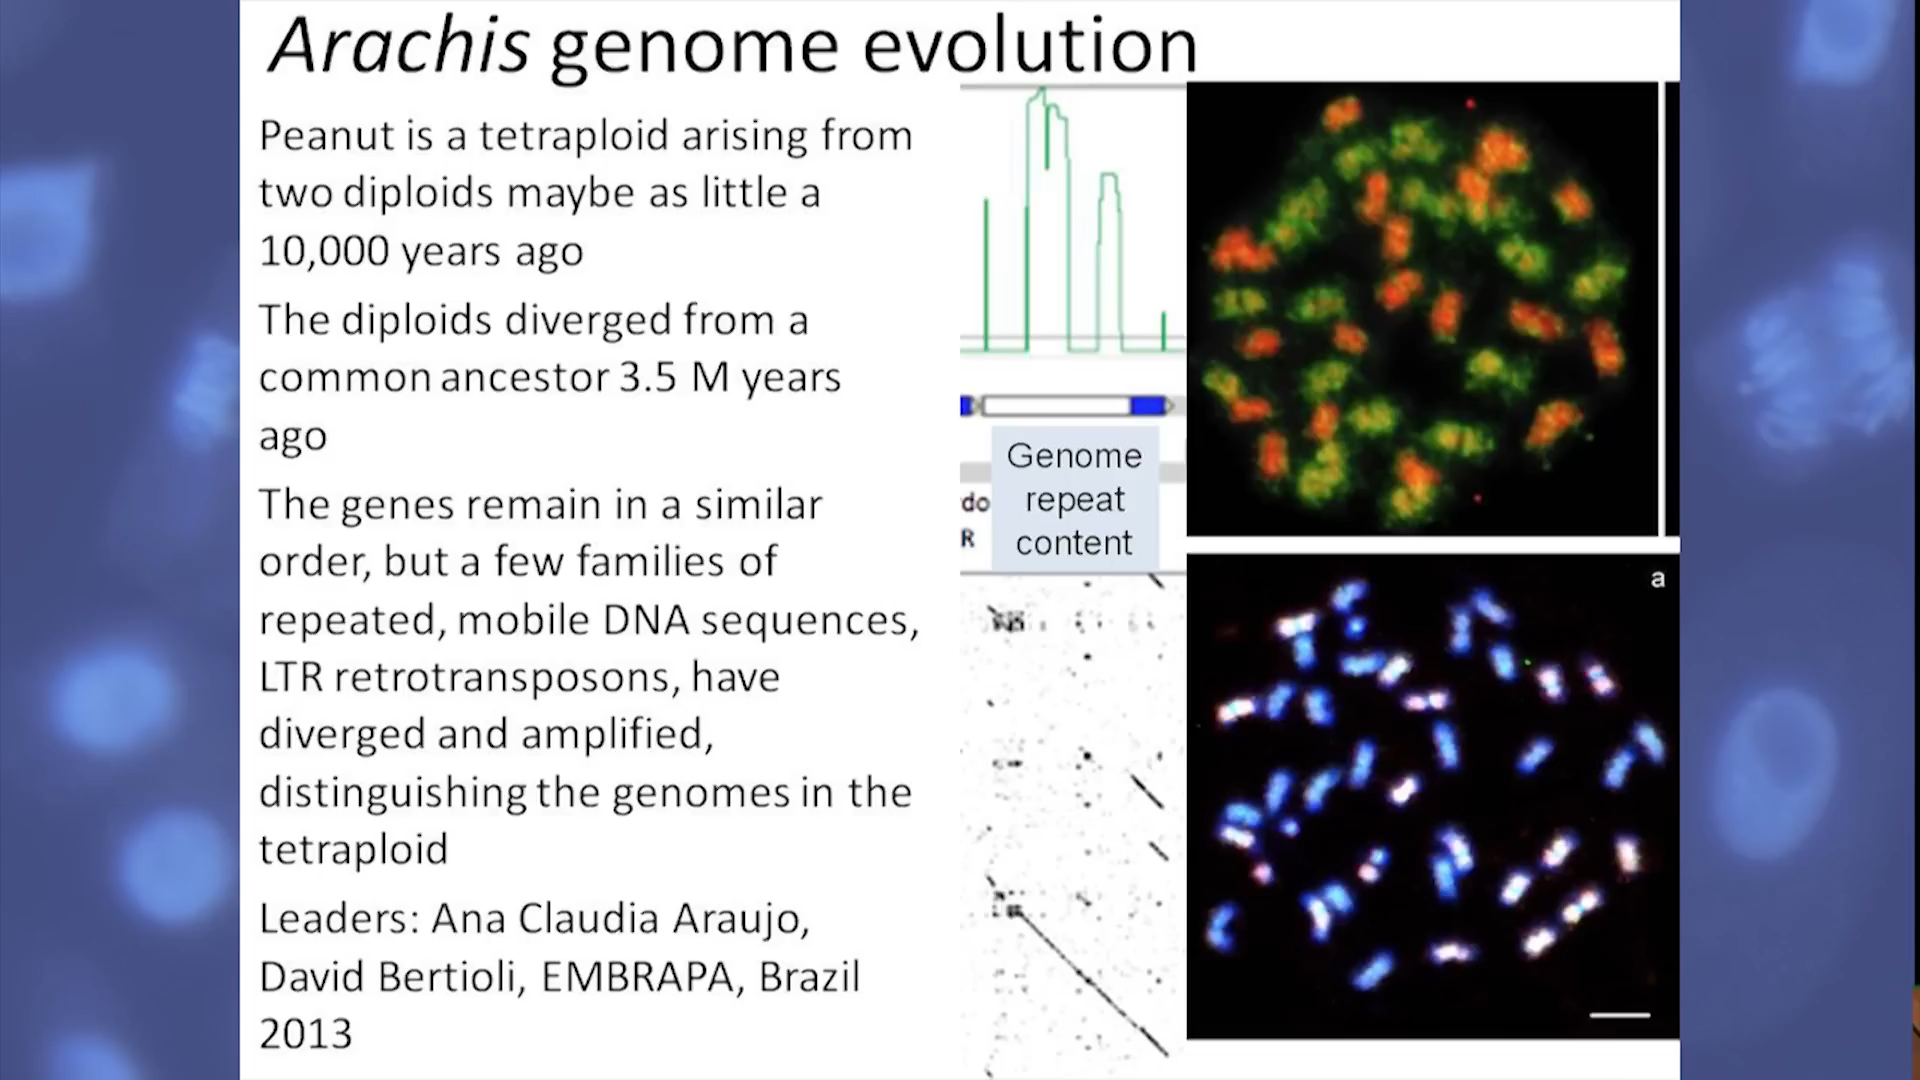 Arachis genome evolution
Peanut is a tetraploid arising from
two diploids maybe as little a
10,000 years ago
The diploids diverged from a
common ancestor 3.5 M years
ago
The genes remain in a similar
order, but a few families of
repeated, mobile DNA sequences,
LTR retrotransposons, have
diverged and amplified,
distinguishing the genomes in the
tetraploid
Leaders: Ana Claudia Araujo,
David Bertioli, EMBRAPA, Brazil
2013
Genome
repeat
content
do
R
a